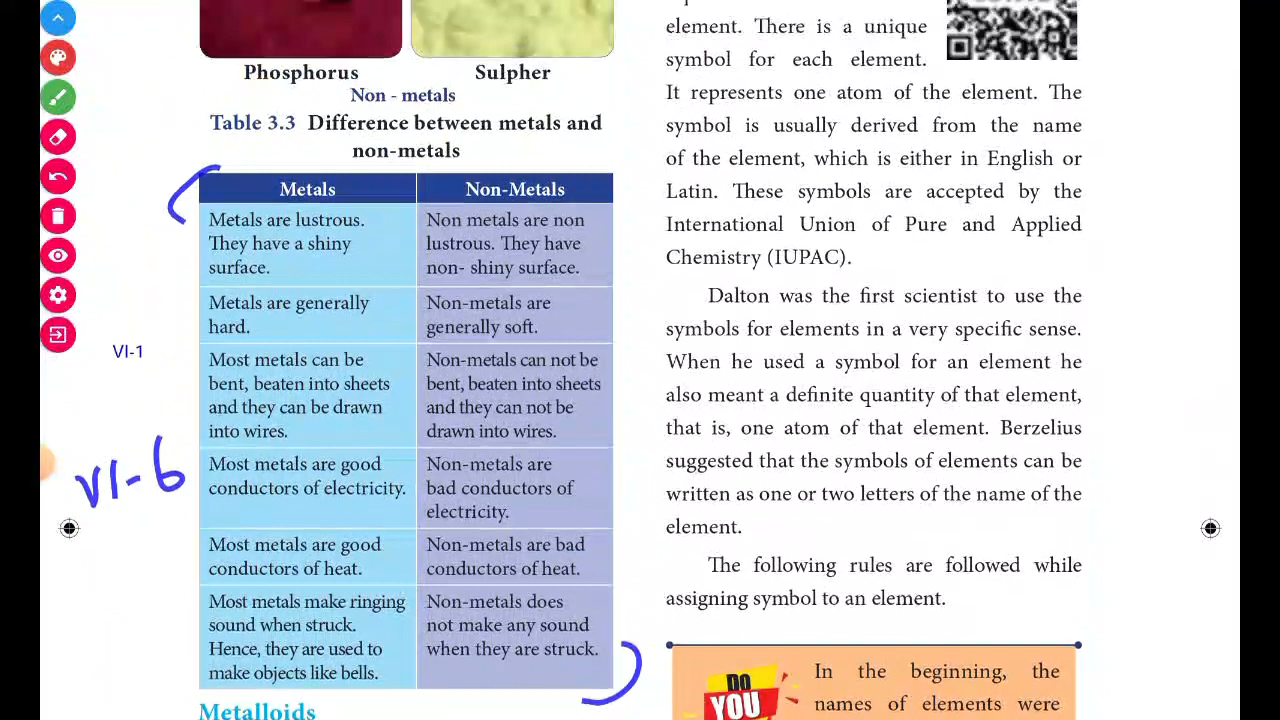 Phosphorus
Sulpher
Non - metals
Table 3.3 Difference between metals and
non-metals
Metals
Non-Metals
Metals are lustrous.
They have a shiny
surface.
Non metals are non
lustrous. They have
non- shiny surface.
Metals are generally
hard.
Non-metals are
generally soft.
Most metals can be
bent, beaten into sheets
and they can be drawn
into wires.
Non-metals can not be
bent, beaten into sheets
and they can not be
drawn into wires.
Most metals are good
conductors of electricity.
Non-metals are
bad conductors of
electricity.
Most metals are good
conductors of heat.
Non-metals are bad
conductors of heat.
Most metals make ringing
sound when struck.
Hence, they are used to
make objects like bells.
Non-metals does
not make any sound
when they are struck.
Metalloids
VI-1
VI-6
element. There is a unique
symbol for each element.
It represents one atom of the element. The
symbol is usually derived from the name
of the element, which is either in English or
Latin. These symbols are accepted by the
International Union of Pure and Applied
Chemistry (IUPAC).
Dalton was the first scientist to use the
symbols for elements in a very specific sense.
When he used a symbol for an element he
also meant a definite quantity of that element,
that is, one atom of that element. Berzelius
suggested that the symbols of elements can be
written as one or two letters of the name of the
element.
The following rules are followed while
assigning symbol to an element.
DO
YOU
In the beginning, the
names of elements were